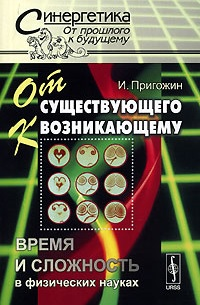 Синергетика
От прошлого
к будущему
И. Пригожин
От
СУЩЕСТВУЮЩЕГО
К ВОЗНИКАЮЩЕМУ
ВРЕМЯ
И СЛОЖНОСТЬ
в физических науках
URSS